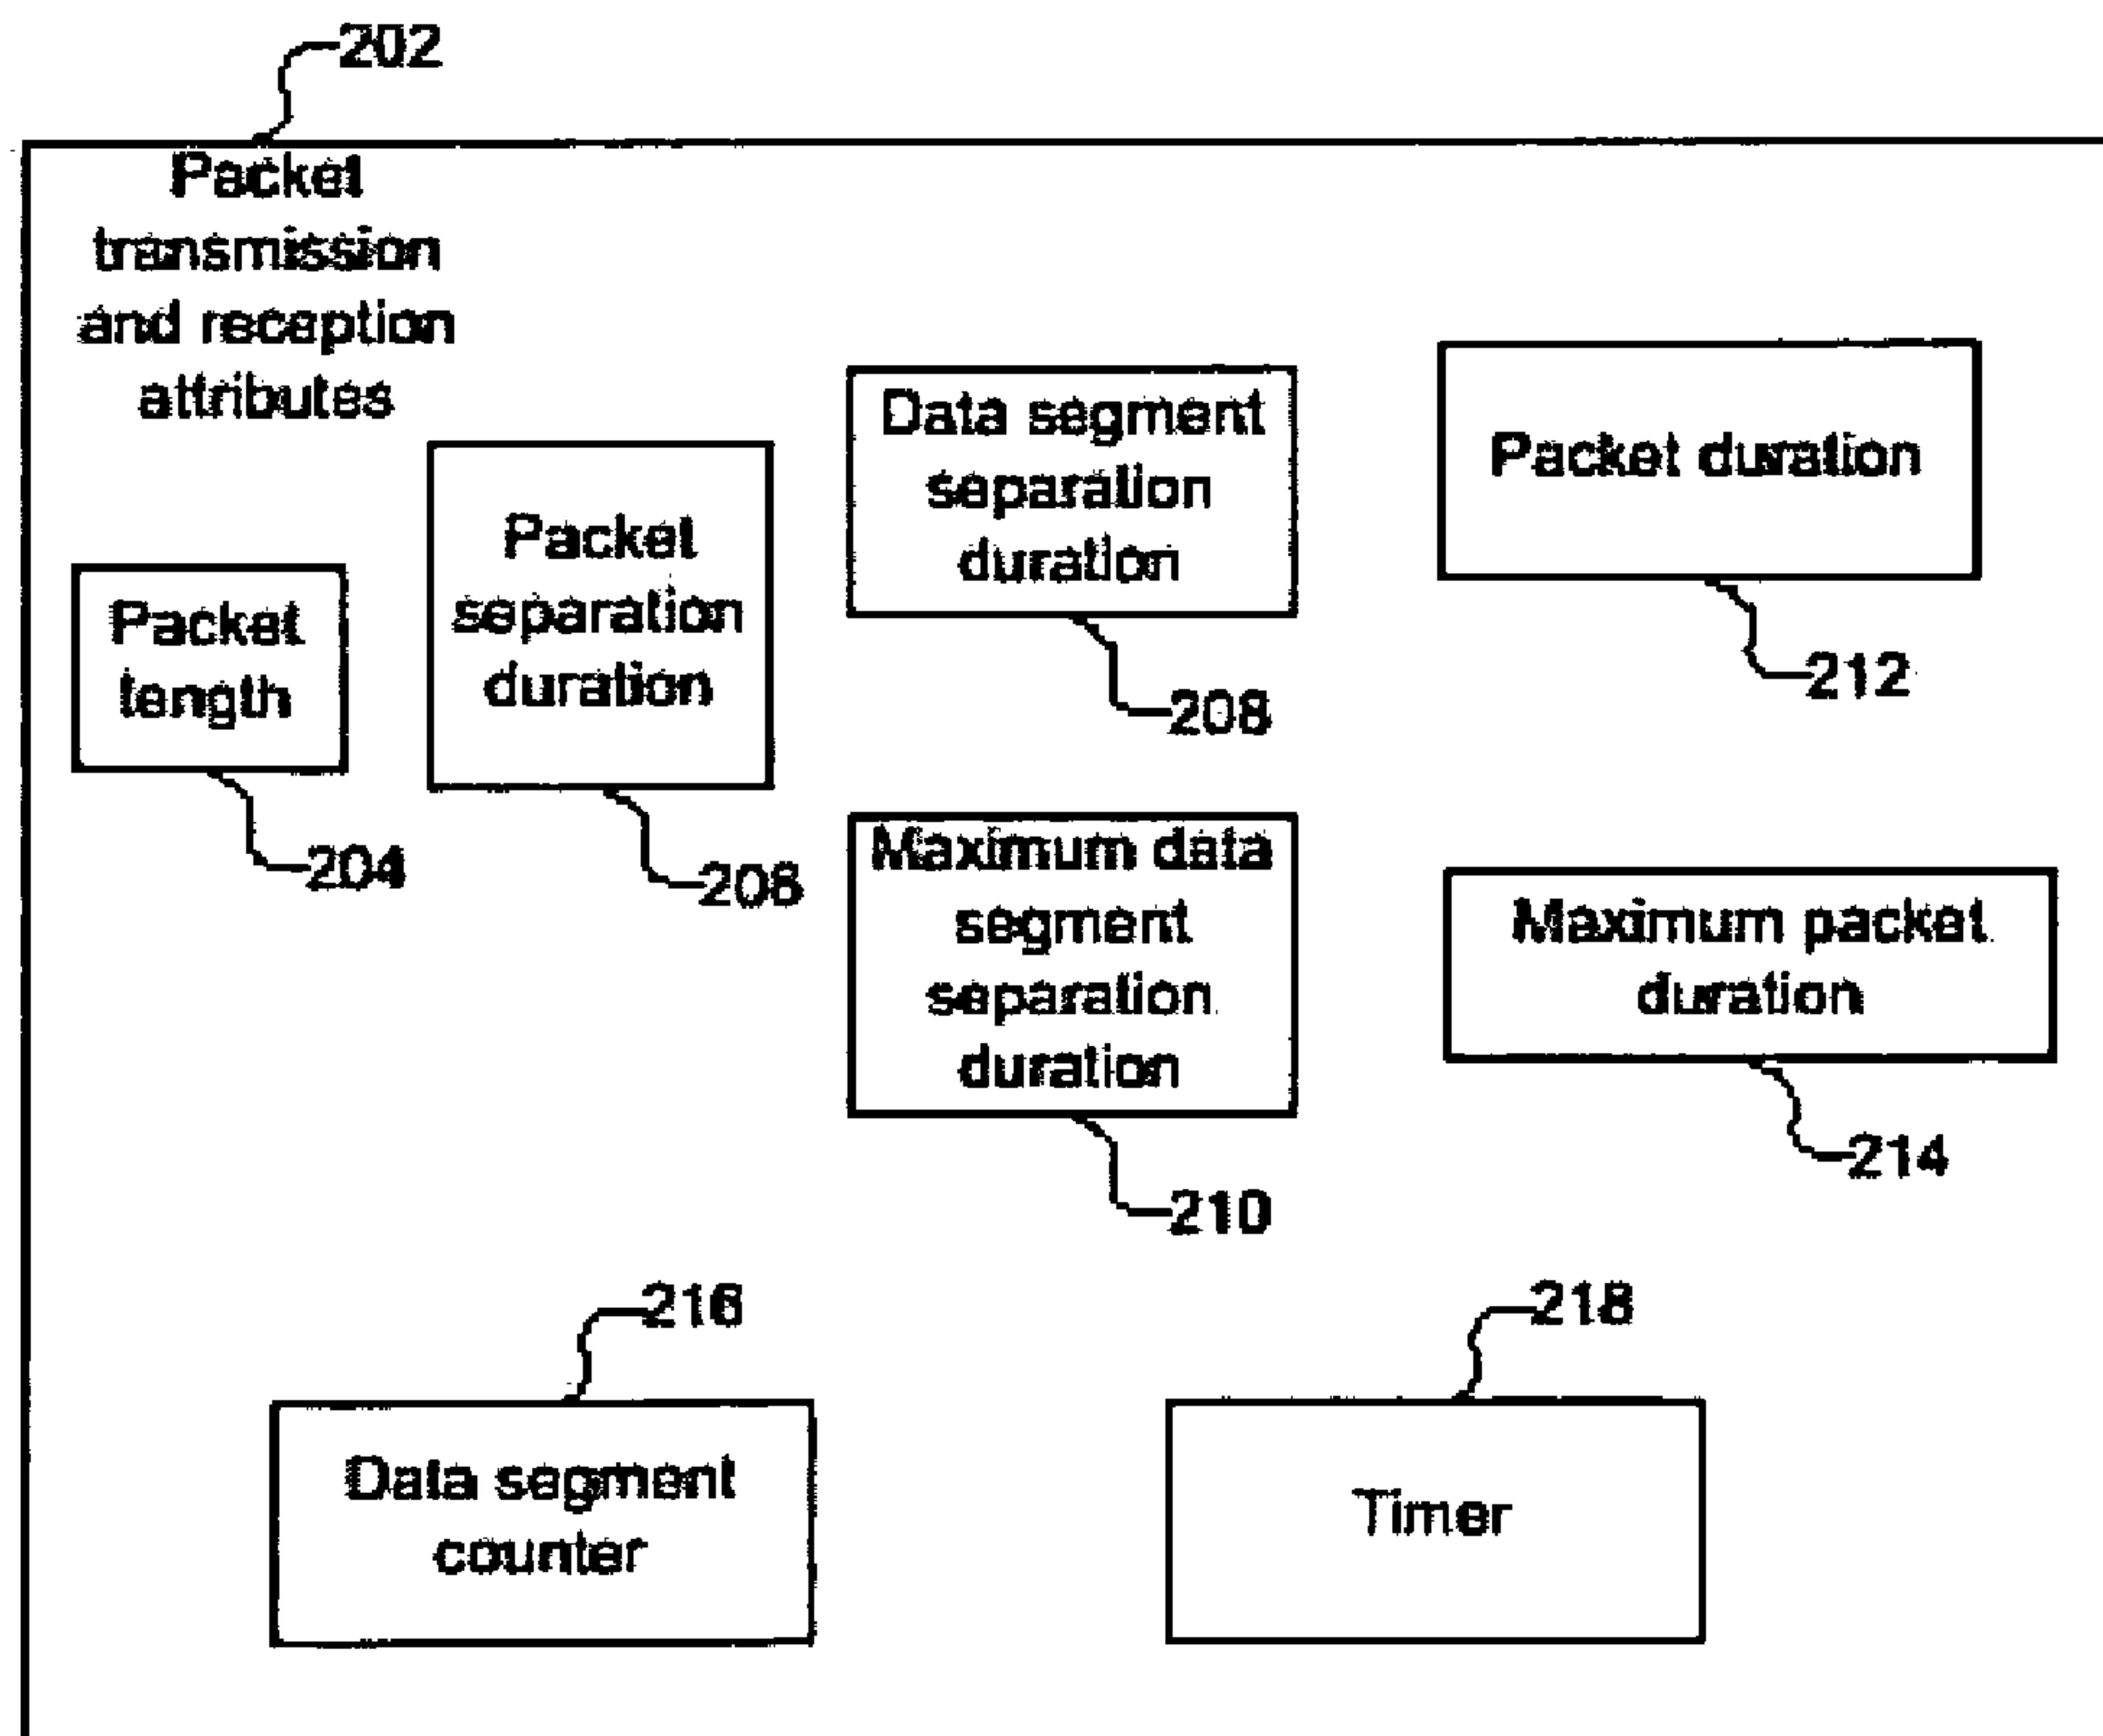 202
Packet
transmission
and reception
attributes
Packet
length
204
Packet
separation
duration
206
Data segment
separation
duration
208
Packet duration
212
Maximum data
segment
separation
duration
210
Maximum packet
duration
214
216
Data segment
counter
218
Timer